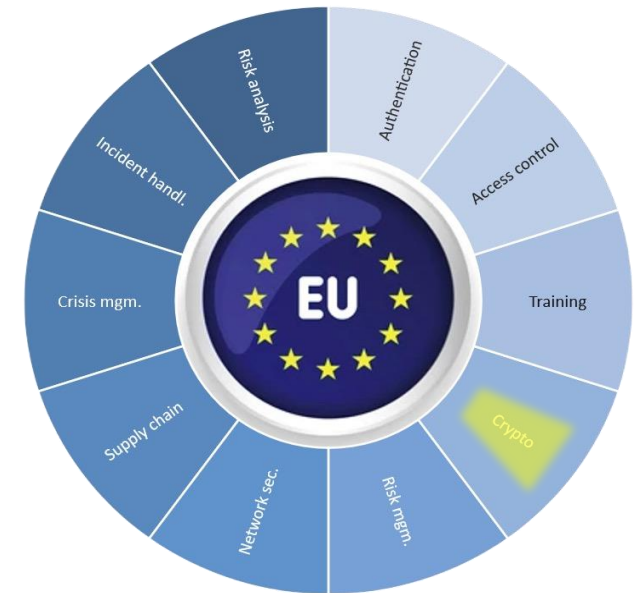 Risk analysis
Authentication
Incident handl.
Access control
Crisis mgm.
EU
Training
Supply chain
Crypto
Network sec.
Risk mgm.